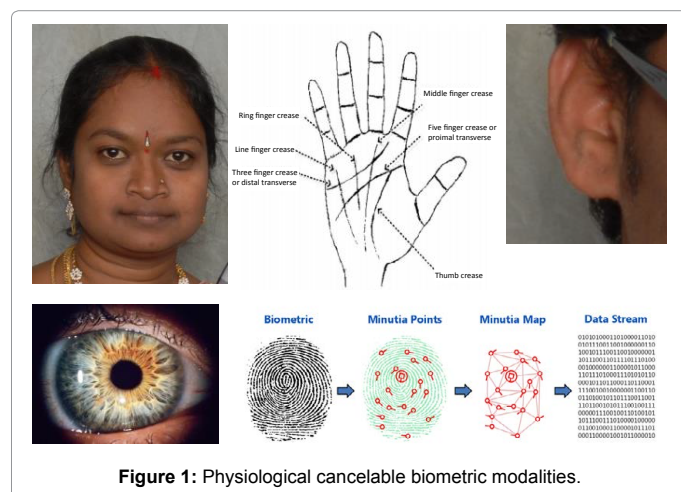 Middle finger crease
Ring finger crease
Five finger crease or
proimal transverse
Line finger crease
Three finger crease
or distal transverse
Thumb crease
Biometric
Minutia Points
Minutia Map
Data Stream
Figure 1: Physiological cancelable biometric modalities.